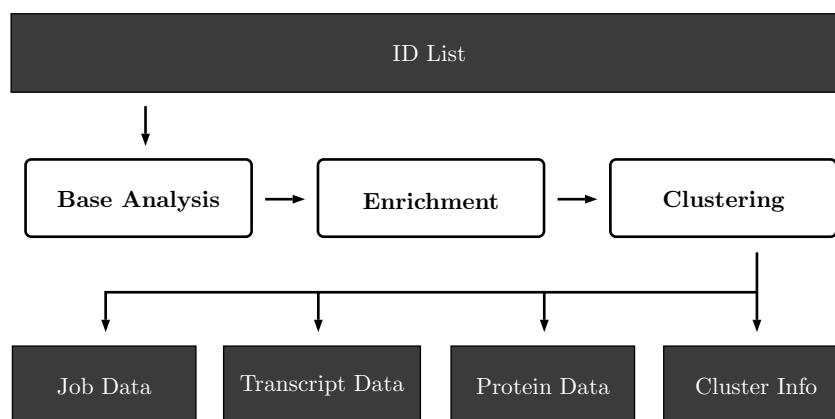 ID List
Base Analysis
Enrichment
Clustering
Job Data
Transcript Data
Protein Data
Cluster Info